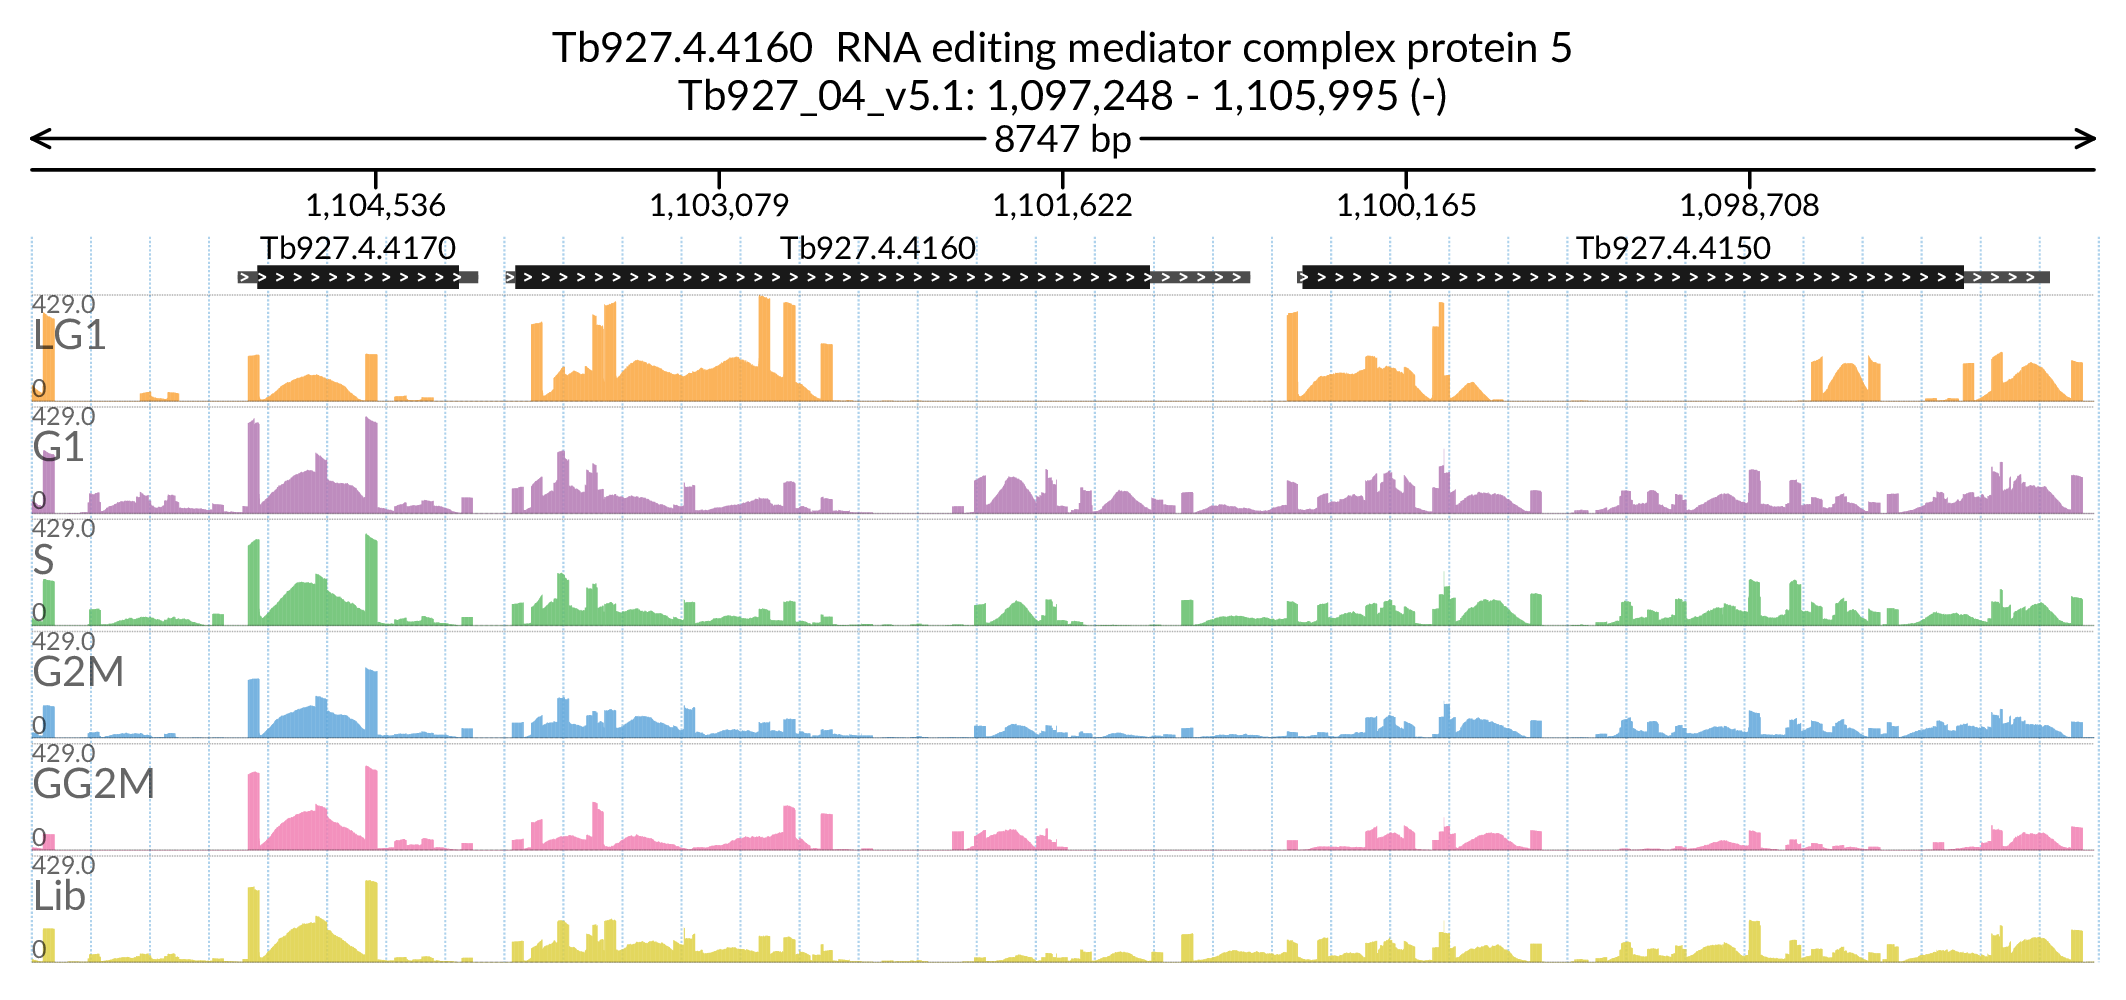 Tb927.4.4160  RNA editing mediator complex protein 5
Tb927_04_v5.1: 1,097,248 - 1,105,995 (-)
8747 bp
1,104,536 1,103,079 1,101,622 1,100,165 1,098,708
Tb927.4.4170 Tb927.4.4160 Tb927.4.4150
429.0
LG1
0
429.0
G1
0
429.0
S
0
429.0
G2M
0
429.0
GG2M
0
429.0
Lib
0